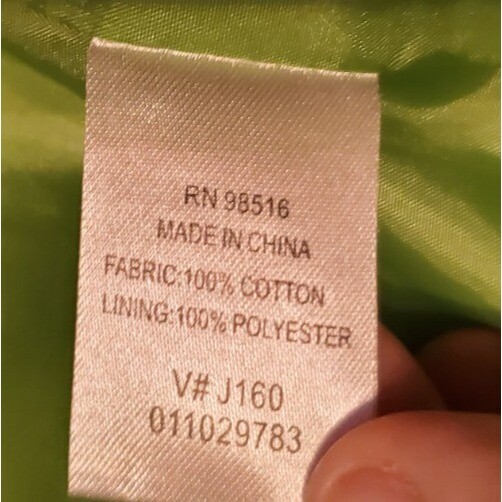 RN 98516
MADE IN CHINA
FABRIC:100% COTTON
LINING:100% POLYESTER
V# J160
011029783